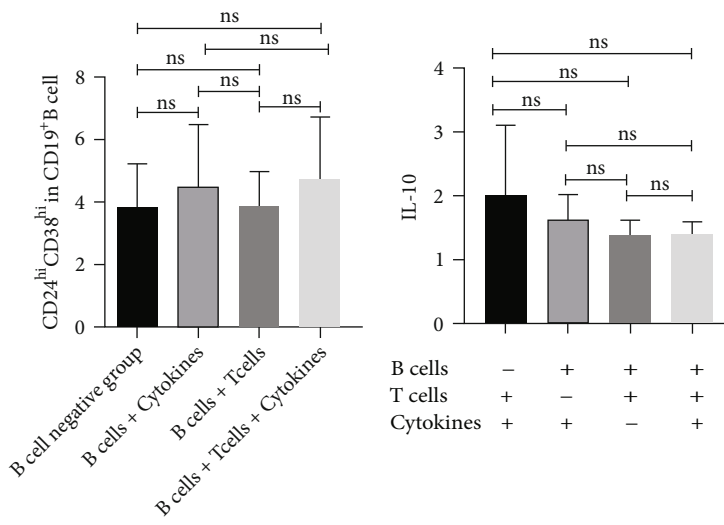 ns
ns
ns
ns
ns
ns
CD24hiCD38hi in CD19+B cell
8
6
4
2
0
B cell negative group
B cells + Cytokines
B cells + Tcells
B cells + Tcells + Cytokines
ns
ns
ns
ns
ns
ns
IL-10
4
3
2
1
0
B cells – + + +
T cells + – + +
Cytokines + + – +